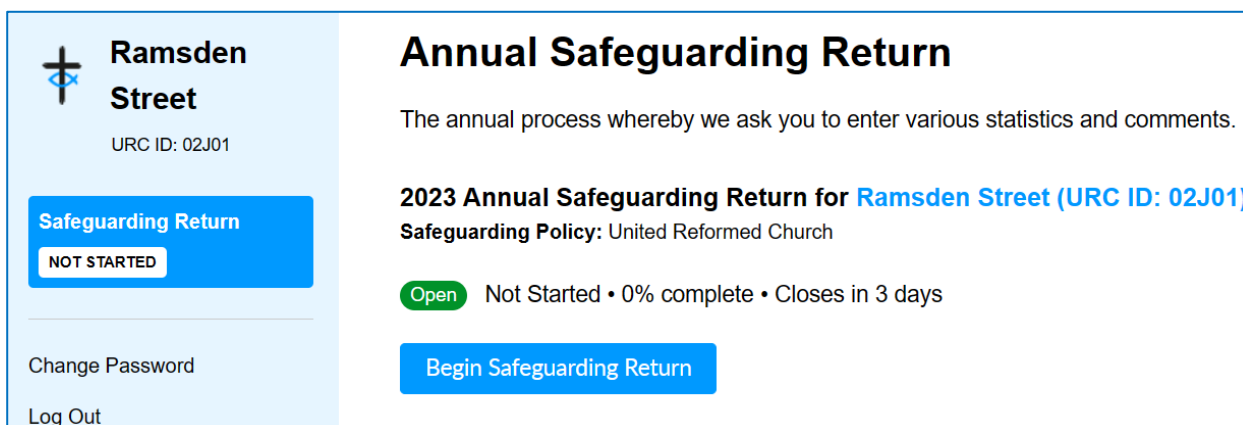 Ramsden
Street
URC ID: 02J01
Safeguarding Return
NOT STARTED
Change Password
Log Out
Annual Safeguarding Return
The annual process whereby we ask you to enter various statistics and comments.
2023 Annual Safeguarding Return for Ramsden Street (URC ID: 02J01)
Safeguarding Policy: United Reformed Church
Open Not Started • 0% complete • Closes in 3 days
Begin Safeguarding Return